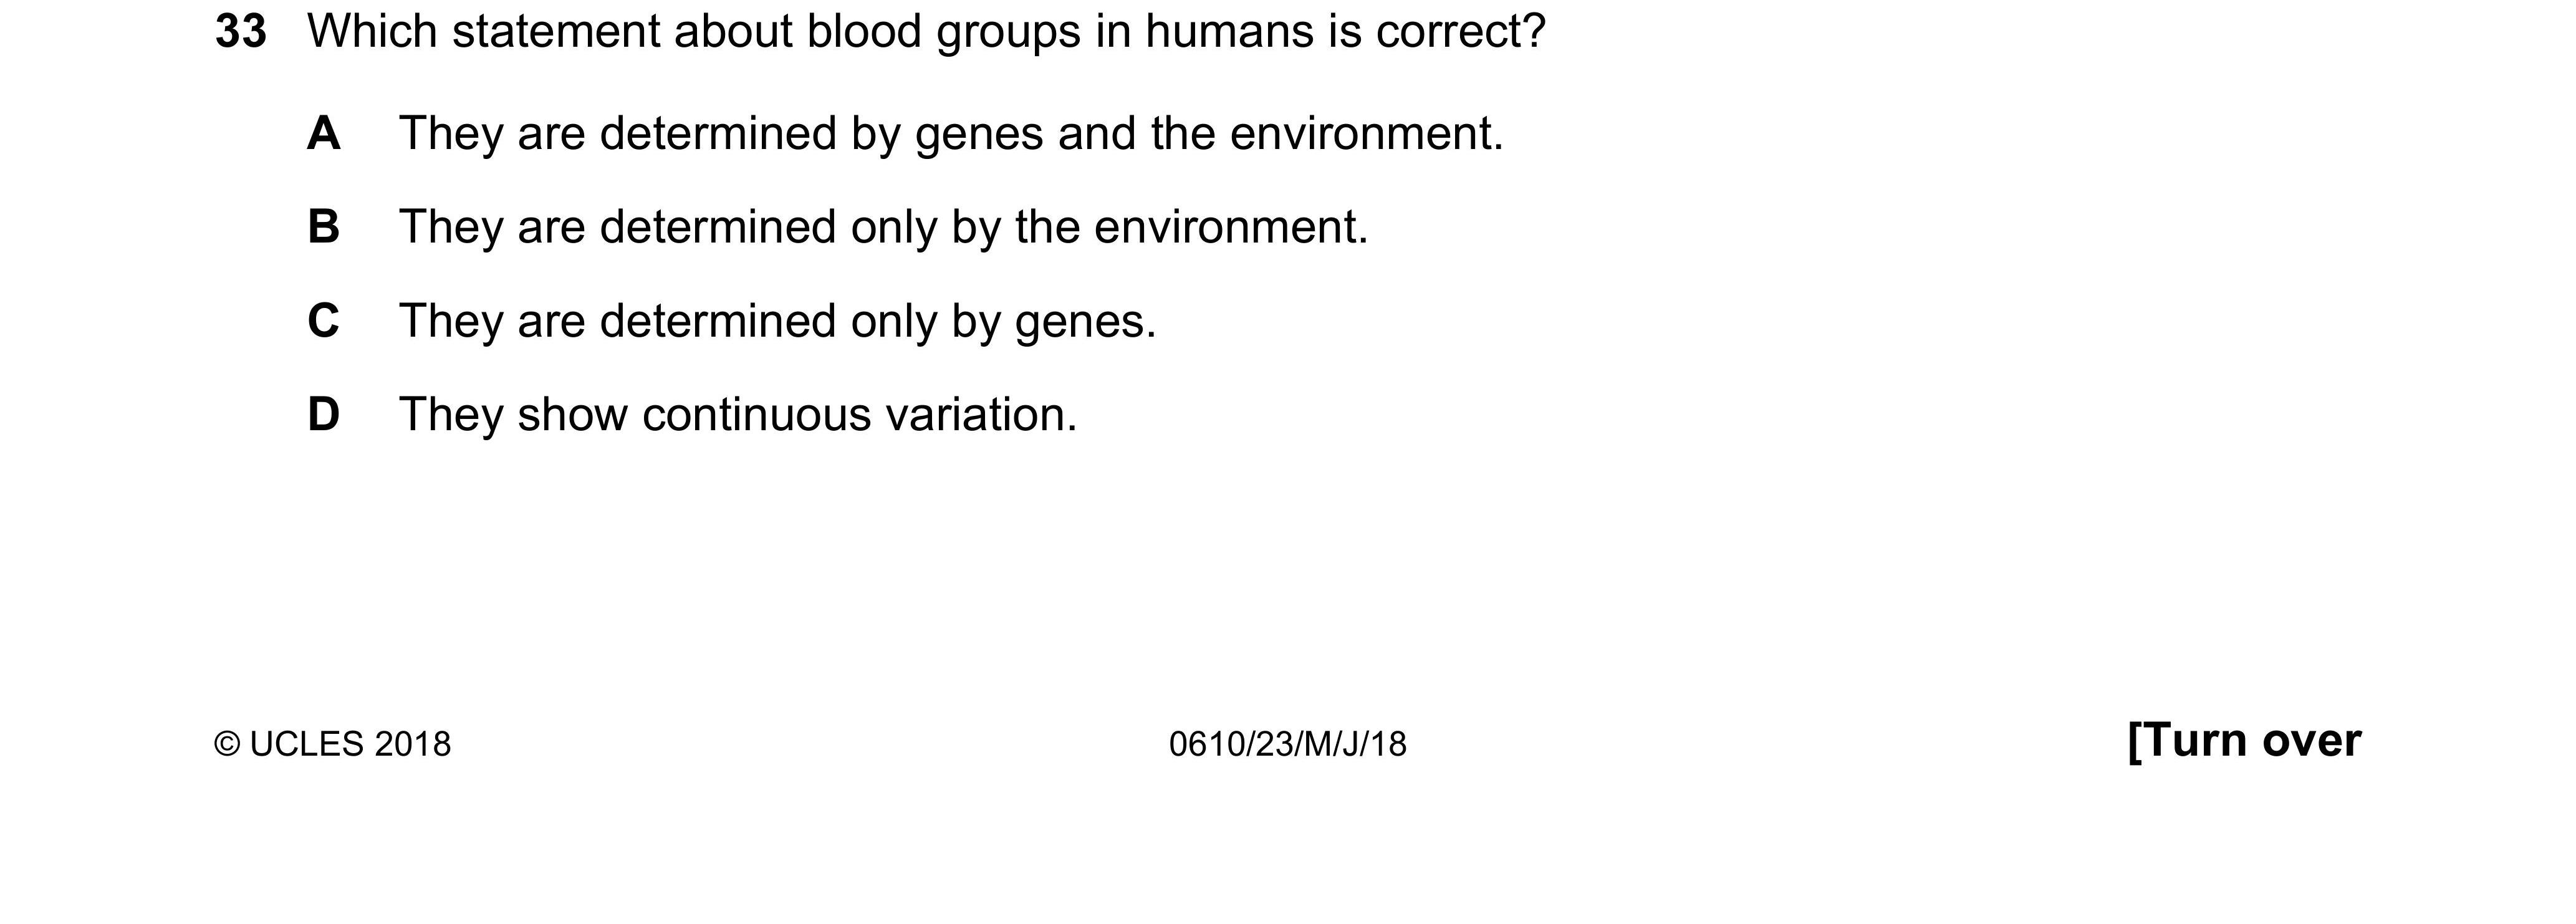 33 Which statement about blood groups in humans is correct?
A They are determined by genes and the environment.
B They are determined only by the environment.
C They are determined only by genes.
D They show continuous variation.
© UCLES 2018 0610/23/M/J/18 [Turn over